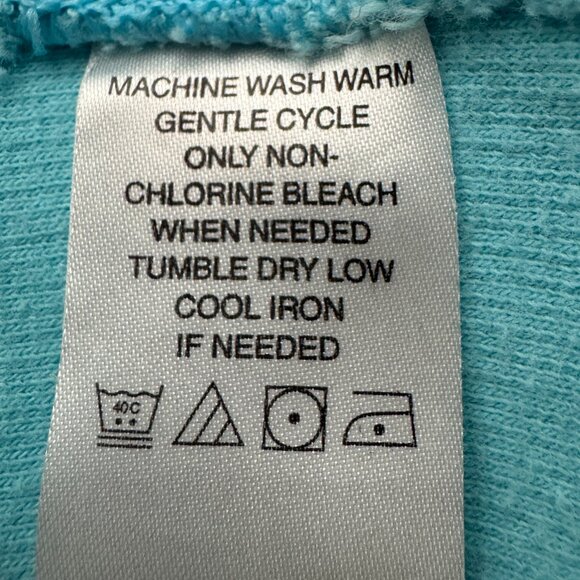 MACHINE WASH WARM
GENTLE CYCLE
ONLY NON-
CHLORINE BLEACH
WHEN NEEDED
TUMBLE DRY LOW
COOL IRON
IF NEEDED
40C